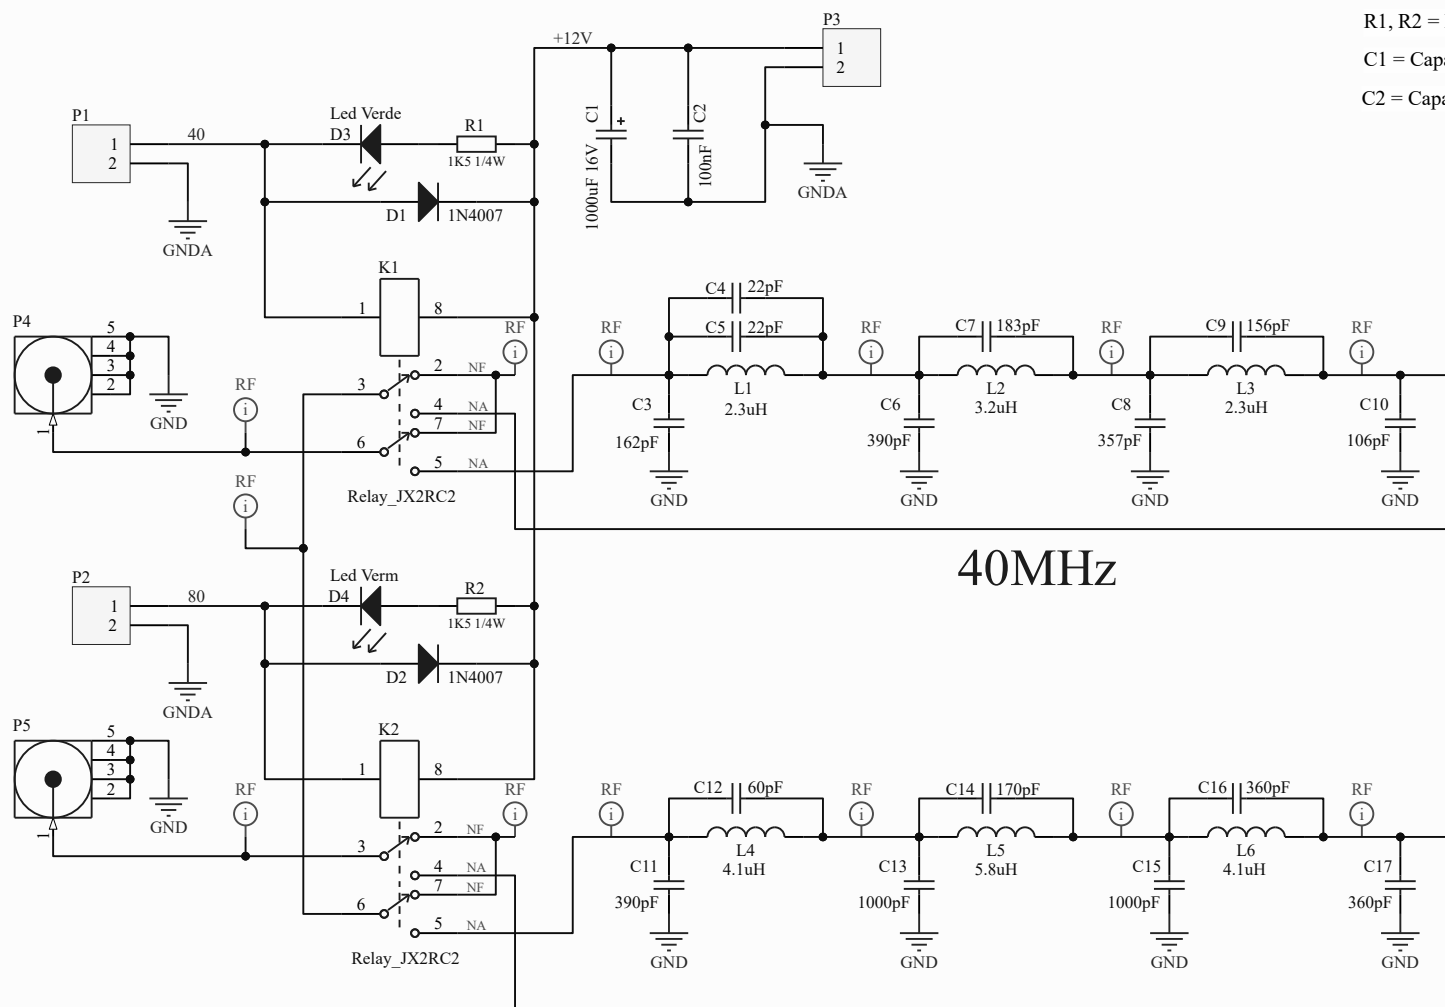 P3
+12V
1
2
R1, R2 =
C1 = Capa
C2 = Capa
C1
+
1000uF 16V
C2
100nF
GNDA
P1
1
2
40
GNDA
Led Verde
D3
R1
1K5 1/4W
D1
1N4007
K1
1
8
P4
5
4
3
2
1
GND
RF
i
RF
i
3
6
2
NF
4
NA
7
NF
5
NA
Relay_JX2RC2
RF
i
RF
i
C4
22pF
C5
22pF
L1
2.3uH
C3
162pF
GND
RF
i
C7
183pF
L2
3.2uH
C6
390pF
GND
RF
i
C9
156pF
L3
2.3uH
C8
357pF
GND
RF
i
C10
106pF
GND
40MHz
P2
1
2
80
GNDA
Led Verm
D4
R2
1K5 1/4W
D2
1N4007
K2
1
8
P5
5
4
3
2
1
GND
RF
i
3
6
2
NF
4
NA
7
NF
5
NA
Relay_JX2RC2
RF
i
RF
i
C12
60pF
L4
4.1uH
C11
390pF
GND
RF
i
C14
170pF
L5
5.8uH
C13
1000pF
GND
RF
i
C16
360pF
L6
4.1uH
C15
1000pF
GND
RF
i
C17
360pF
GND